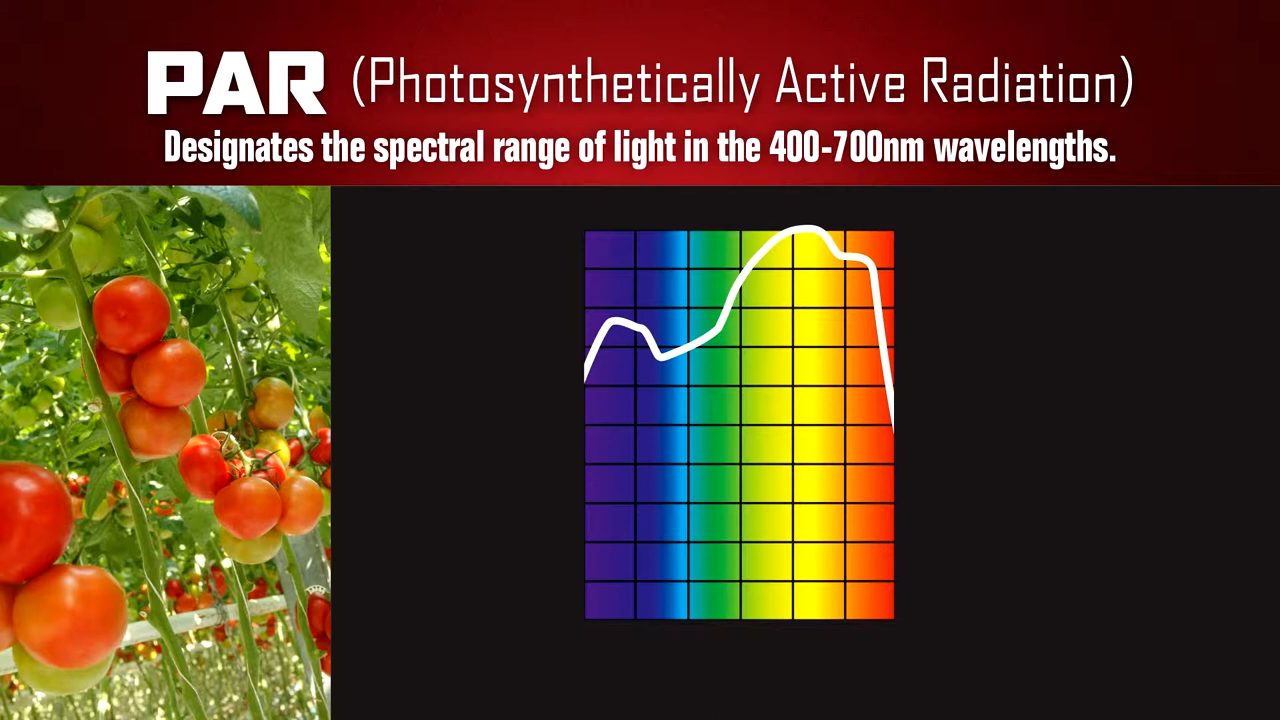 PAR (Photosynthetically Active Radiation)
Designates the spectral range of light in the 400-700nm wavelengths.